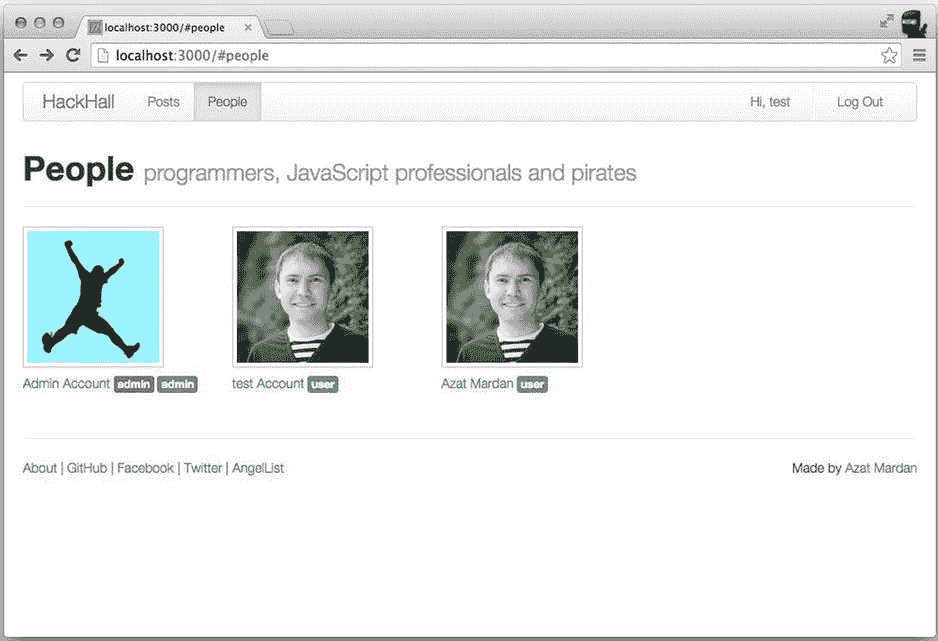 localhost:3000/#people
localhost:3000/#people
HackHall Posts People Hi, test Log Out
People programmers, JavaScript professionals and pirates
Admin Account admin admin test Account user Azat Mardan user
About | GitHub | Facebook | Twitter | AngelList Made by Azat Mardan